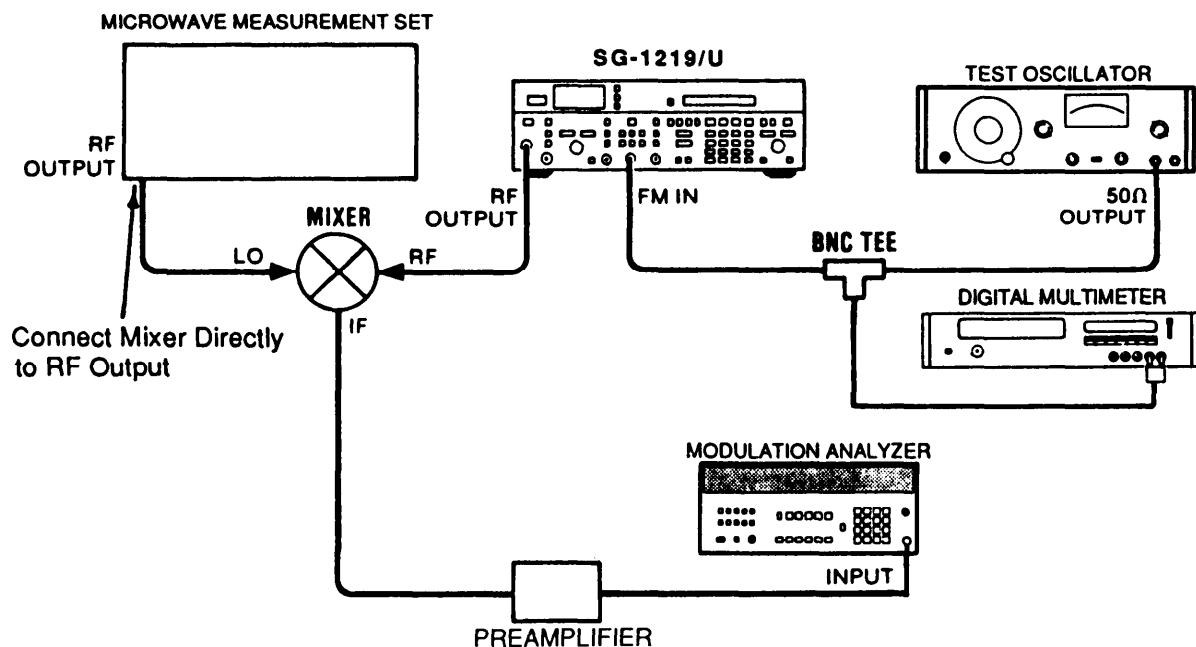 MICROWAVE MEASUREMENT SET
SG-1219/U
TEST OSCILLATOR
RF
OUTPUT
RF
OUTPUT
FM IN
50Ω
OUTPUT
MIXER
LO
RF
IF
BNC TEE
DIGITAL MULTIMETER
Connect Mixer Directly
to RF Output
MODULATION ANALYZER
INPUT
PREAMPLIFIER